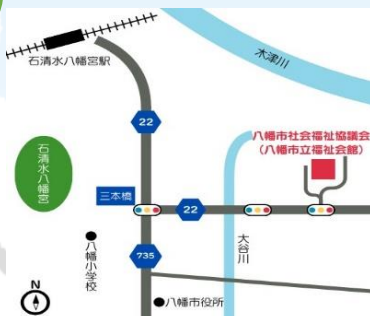 木津川
石清水八幡宮駅
22
八幡市社会福祉協議会
(八幡市立福祉会館)
石清水八幡宮
三本橋
22
大谷川
735
●八幡小学校
●八幡市役所
N